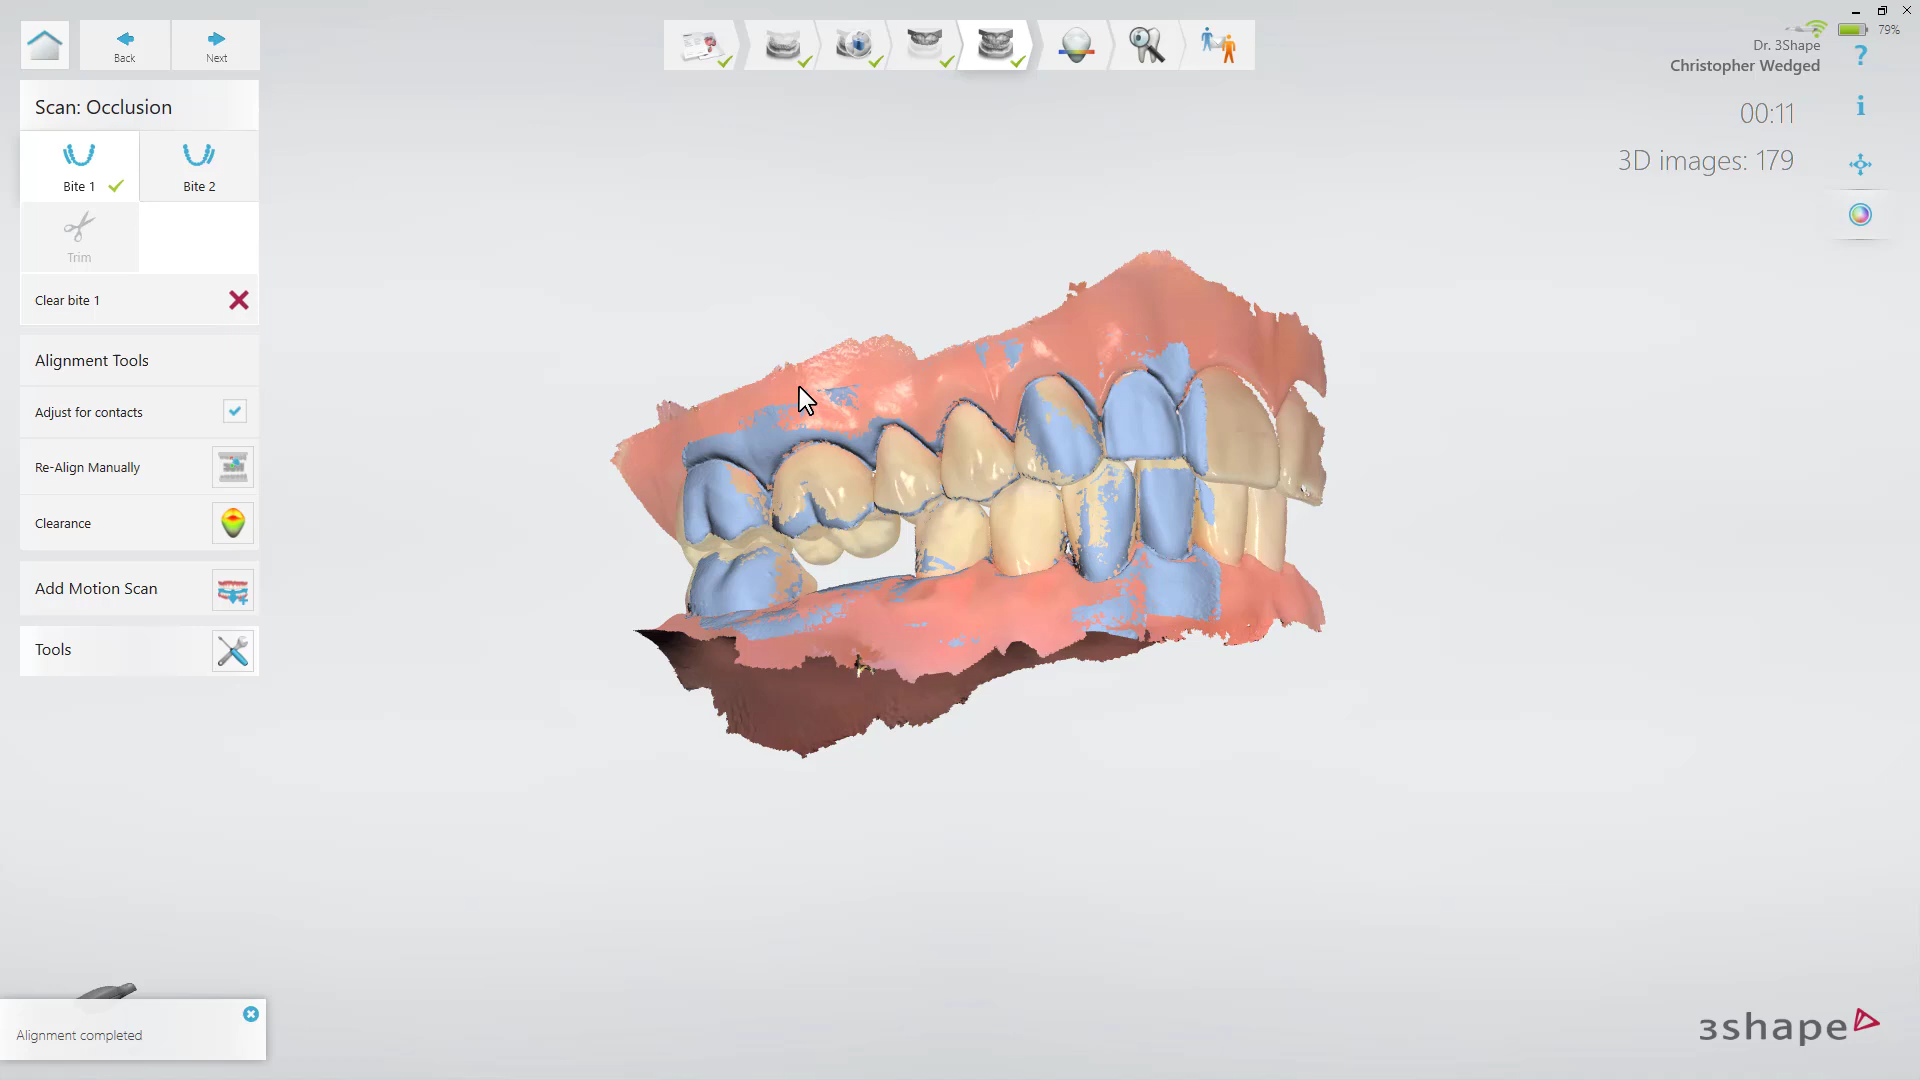 Back
Next
79%
Dr. 3Shape
Christopher Wedged
?
i
Scan: Occlusion
00:11
3D images: 179
Bite 1
Bite 2
Trim
Clear bite 1
Alignment Tools
Adjust for contacts
Re-Align Manually
Clearance
Add Motion Scan
Tools
Alignment completed
3shape